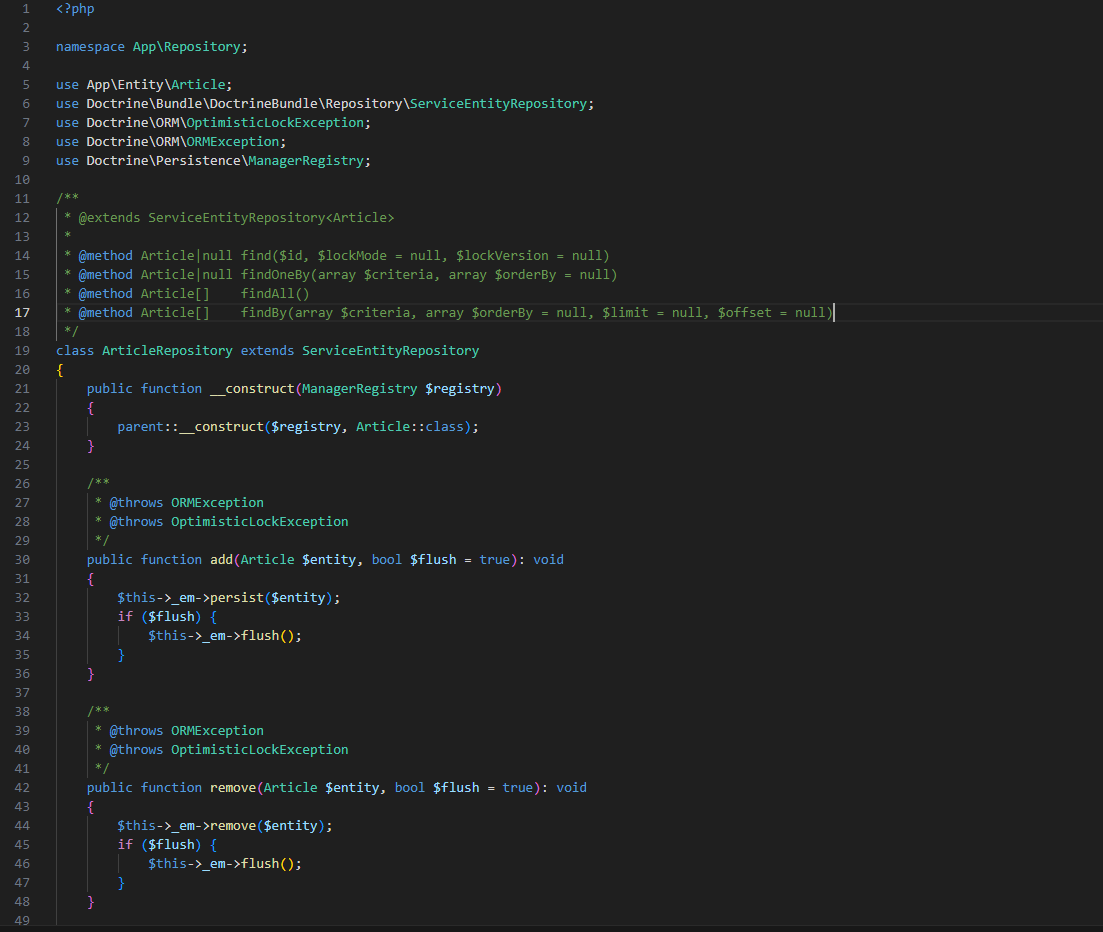 1 <?php
2
3 namespace App\Repository;
4
5 use App\Entity\Article;
6 use Doctrine\Bundle\DoctrineBundle\Repository\ServiceEntityRepository;
7 use Doctrine\ORM\OptimisticLockException;
8 use Doctrine\ORM\ORMException;
9 use Doctrine\Persistence\ManagerRegistry;
10
11 /**
12  * @extends ServiceEntityRepository<Article>
13  *
14  * @method Article|null find($id, $lockMode = null, $lockVersion = null)
15  * @method Article|null findOneBy(array $criteria, array $orderBy = null)
16  * @method Article[]    findAll()
17  * @method Article[]    findBy(array $criteria, array $orderBy = null, $limit = null, $offset = null)
18  */
19 class ArticleRepository extends ServiceEntityRepository
20 {
21     public function __construct(ManagerRegistry $registry)
22     {
23         parent::__construct($registry, Article::class);
24     }
25
26     /**
27      * @throws ORMException
28      * @throws OptimisticLockException
29      */
30     public function add(Article $entity, bool $flush = true): void
31     {
32         $this->_em->persist($entity);
33         if ($flush) {
34             $this->_em->flush();
35         }
36     }
37
38     /**
39      * @throws ORMException
40      * @throws OptimisticLockException
41      */
42     public function remove(Article $entity, bool $flush = true): void
43     {
44         $this->_em->remove($entity);
45         if ($flush) {
46             $this->_em->flush();
47         }
48     }
49